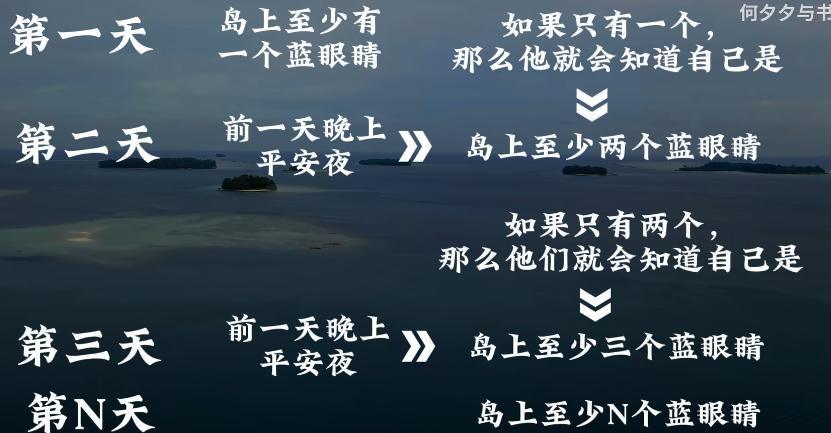 何夕夕与书
第一天
岛上至少有
一个蓝眼睛
如果只有一个，
那么他就会知道自己是
第二天
前一天晚上
平安夜
岛上至少两个蓝眼睛
如果只有两个，
那么他们就会知道自己是
第三天
前一天晚上
平安夜
岛上至少三个蓝眼睛
第N天
岛上至少N个蓝眼睛